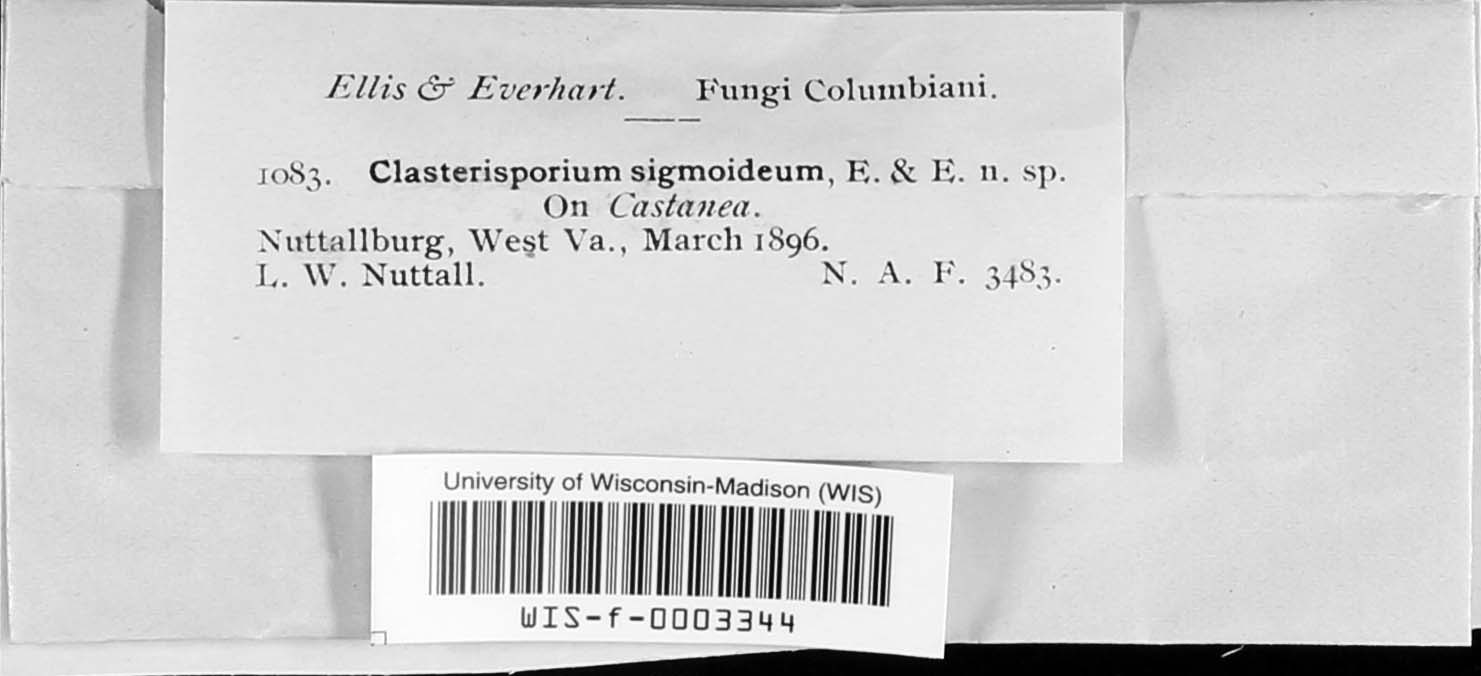 Ellis & Everhart. Fungi Columbiani.
1083. Clasterisporium sigmoideum, E. & E. n. sp.
On Castanea.
Nuttallburg, West Va., March 1896.
L. W. Nuttall. N. A. F. 3483.
University of Wisconsin-Madison (WIS)
WIS-f-0003344